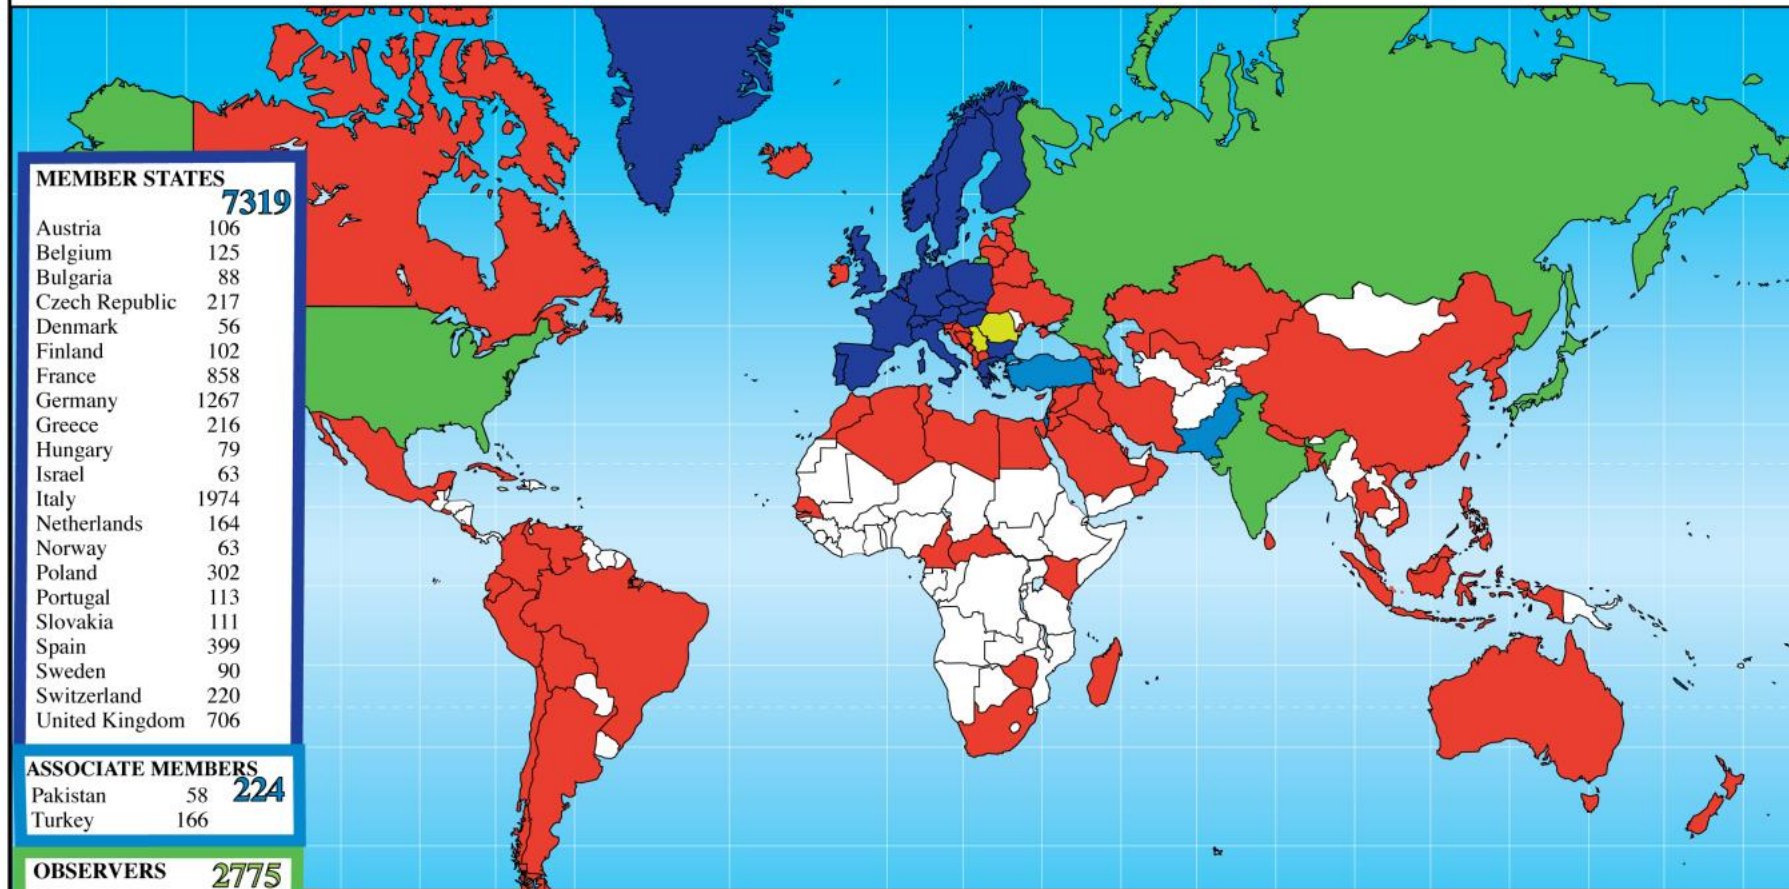 MEMBER STATES
7319
Austria 106
Belgium 125
Bulgaria 88
Czech Republic 217
Denmark 56
Finland 102
France 858
Germany 1267
Greece 216
Hungary 79
Israel 63
Italy 1974
Netherlands 164
Norway 63
Poland 302
Portugal 113
Slovakia 111
Spain 399
Sweden 90
Switzerland 220
United Kingdom 706
ASSOCIATE MEMBERS
224
Pakistan 58
Turkey 166
OBSERVERS 2775